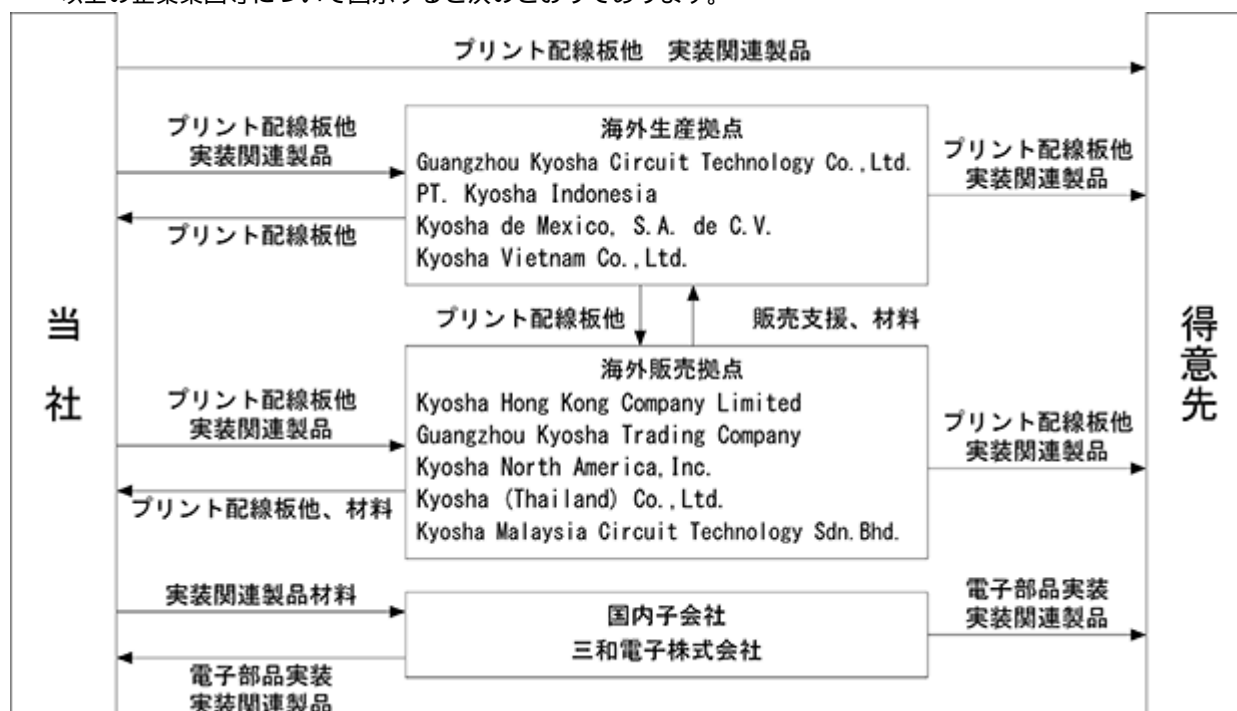 以上の企業集団等について図示すると次のとおりであります。
プリント配線板他　実装関連製品
プリント配線板他
実装関連製品
プリント配線板他
海外生産拠点
Guangzhou Kyosha Circuit Technology Co.,Ltd.
PT. Kyosha Indonesia
Kyosha de Mexico, S.A. de C.V.
Kyosha Vietnam Co.,Ltd.
プリント配線板他
実装関連製品
当社
プリント配線板他
販売支援、材料
得意先
プリント配線板他
実装関連製品
プリント配線板他、材料
海外販売拠点
Kyosha Hong Kong Company Limited
Guangzhou Kyosha Trading Company
Kyosha North America,Inc.
Kyosha (Thailand) Co.,Ltd.
Kyosha Malaysia Circuit Technology Sdn.Bhd.
プリント配線板他
実装関連製品
実装関連製品材料
電子部品実装
実装関連製品
国内子会社
三和電子株式会社
電子部品実装
実装関連製品